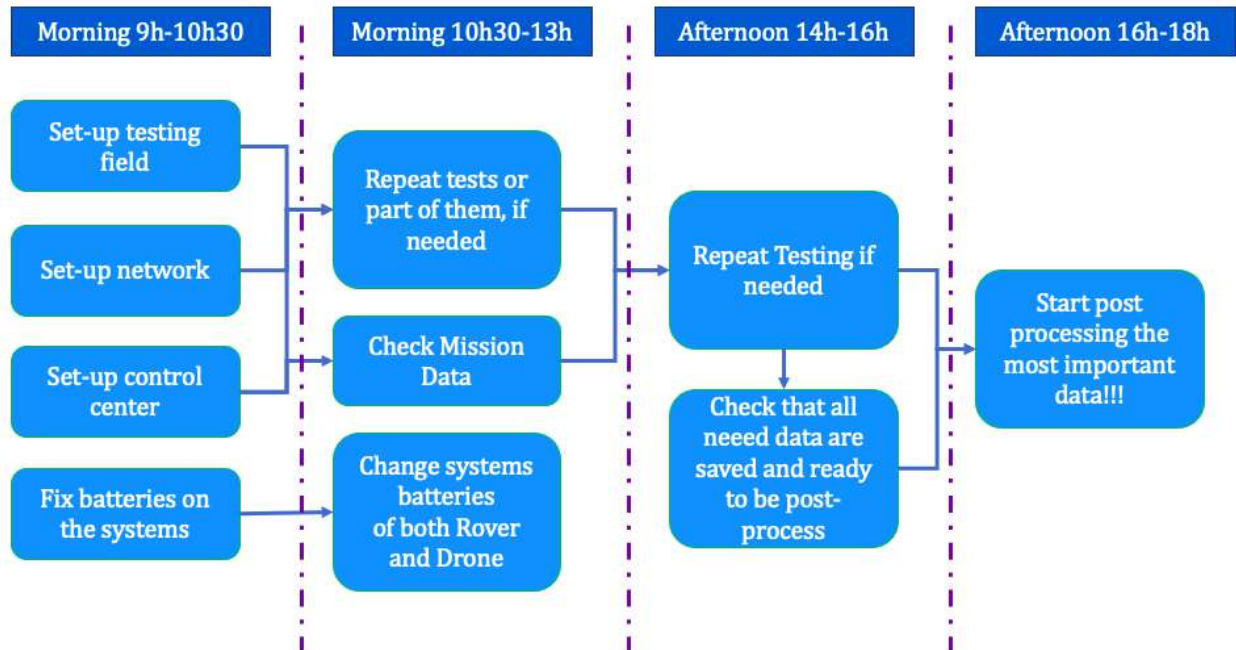 Morning 9h-10h30
Morning 10h30-13h
Afternoon 14h-16h
Afternoon 16h-18h
Set-up testing
field
Set-up network
Set-up control
center
Fix batteries on
the systems
Repeat tests or
part of them, if
needed
Check Mission
Data
Change systems
batteries
of both Rover
and Drone
Repeat Testing if
needed
Check that all
neeed data are
saved and ready
to be post-
process
Start post
processing the
most important
data!!!